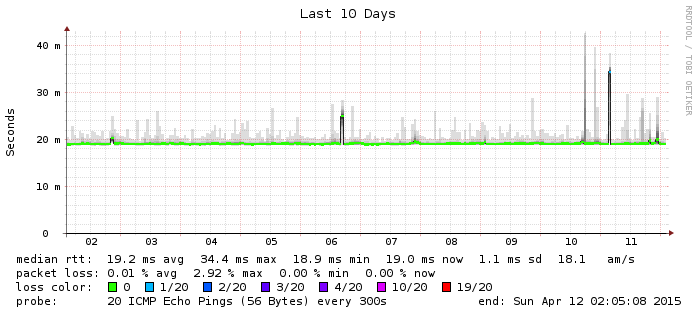 Last 10 Days
RRDTOOL / TOBI OETIKER
Seconds
40 m
30 m
20 m
10 m
0
02 03 04 05 06 07 08 09 10 11
median rtt: 19.2 ms avg 34.4 ms max 18.9 ms min 19.0 ms now 1.1 ms sd 18.1 am/s
packet loss: 0.01 % avg 2.92 % max 0.00 % min 0.00 % now
loss color: 0 1/20 2/20 3/20 4/20 10/20 19/20
probe: 20 ICMP Echo Pings (56 Bytes) every 300s end: Sun Apr 12 02:05:08 2015